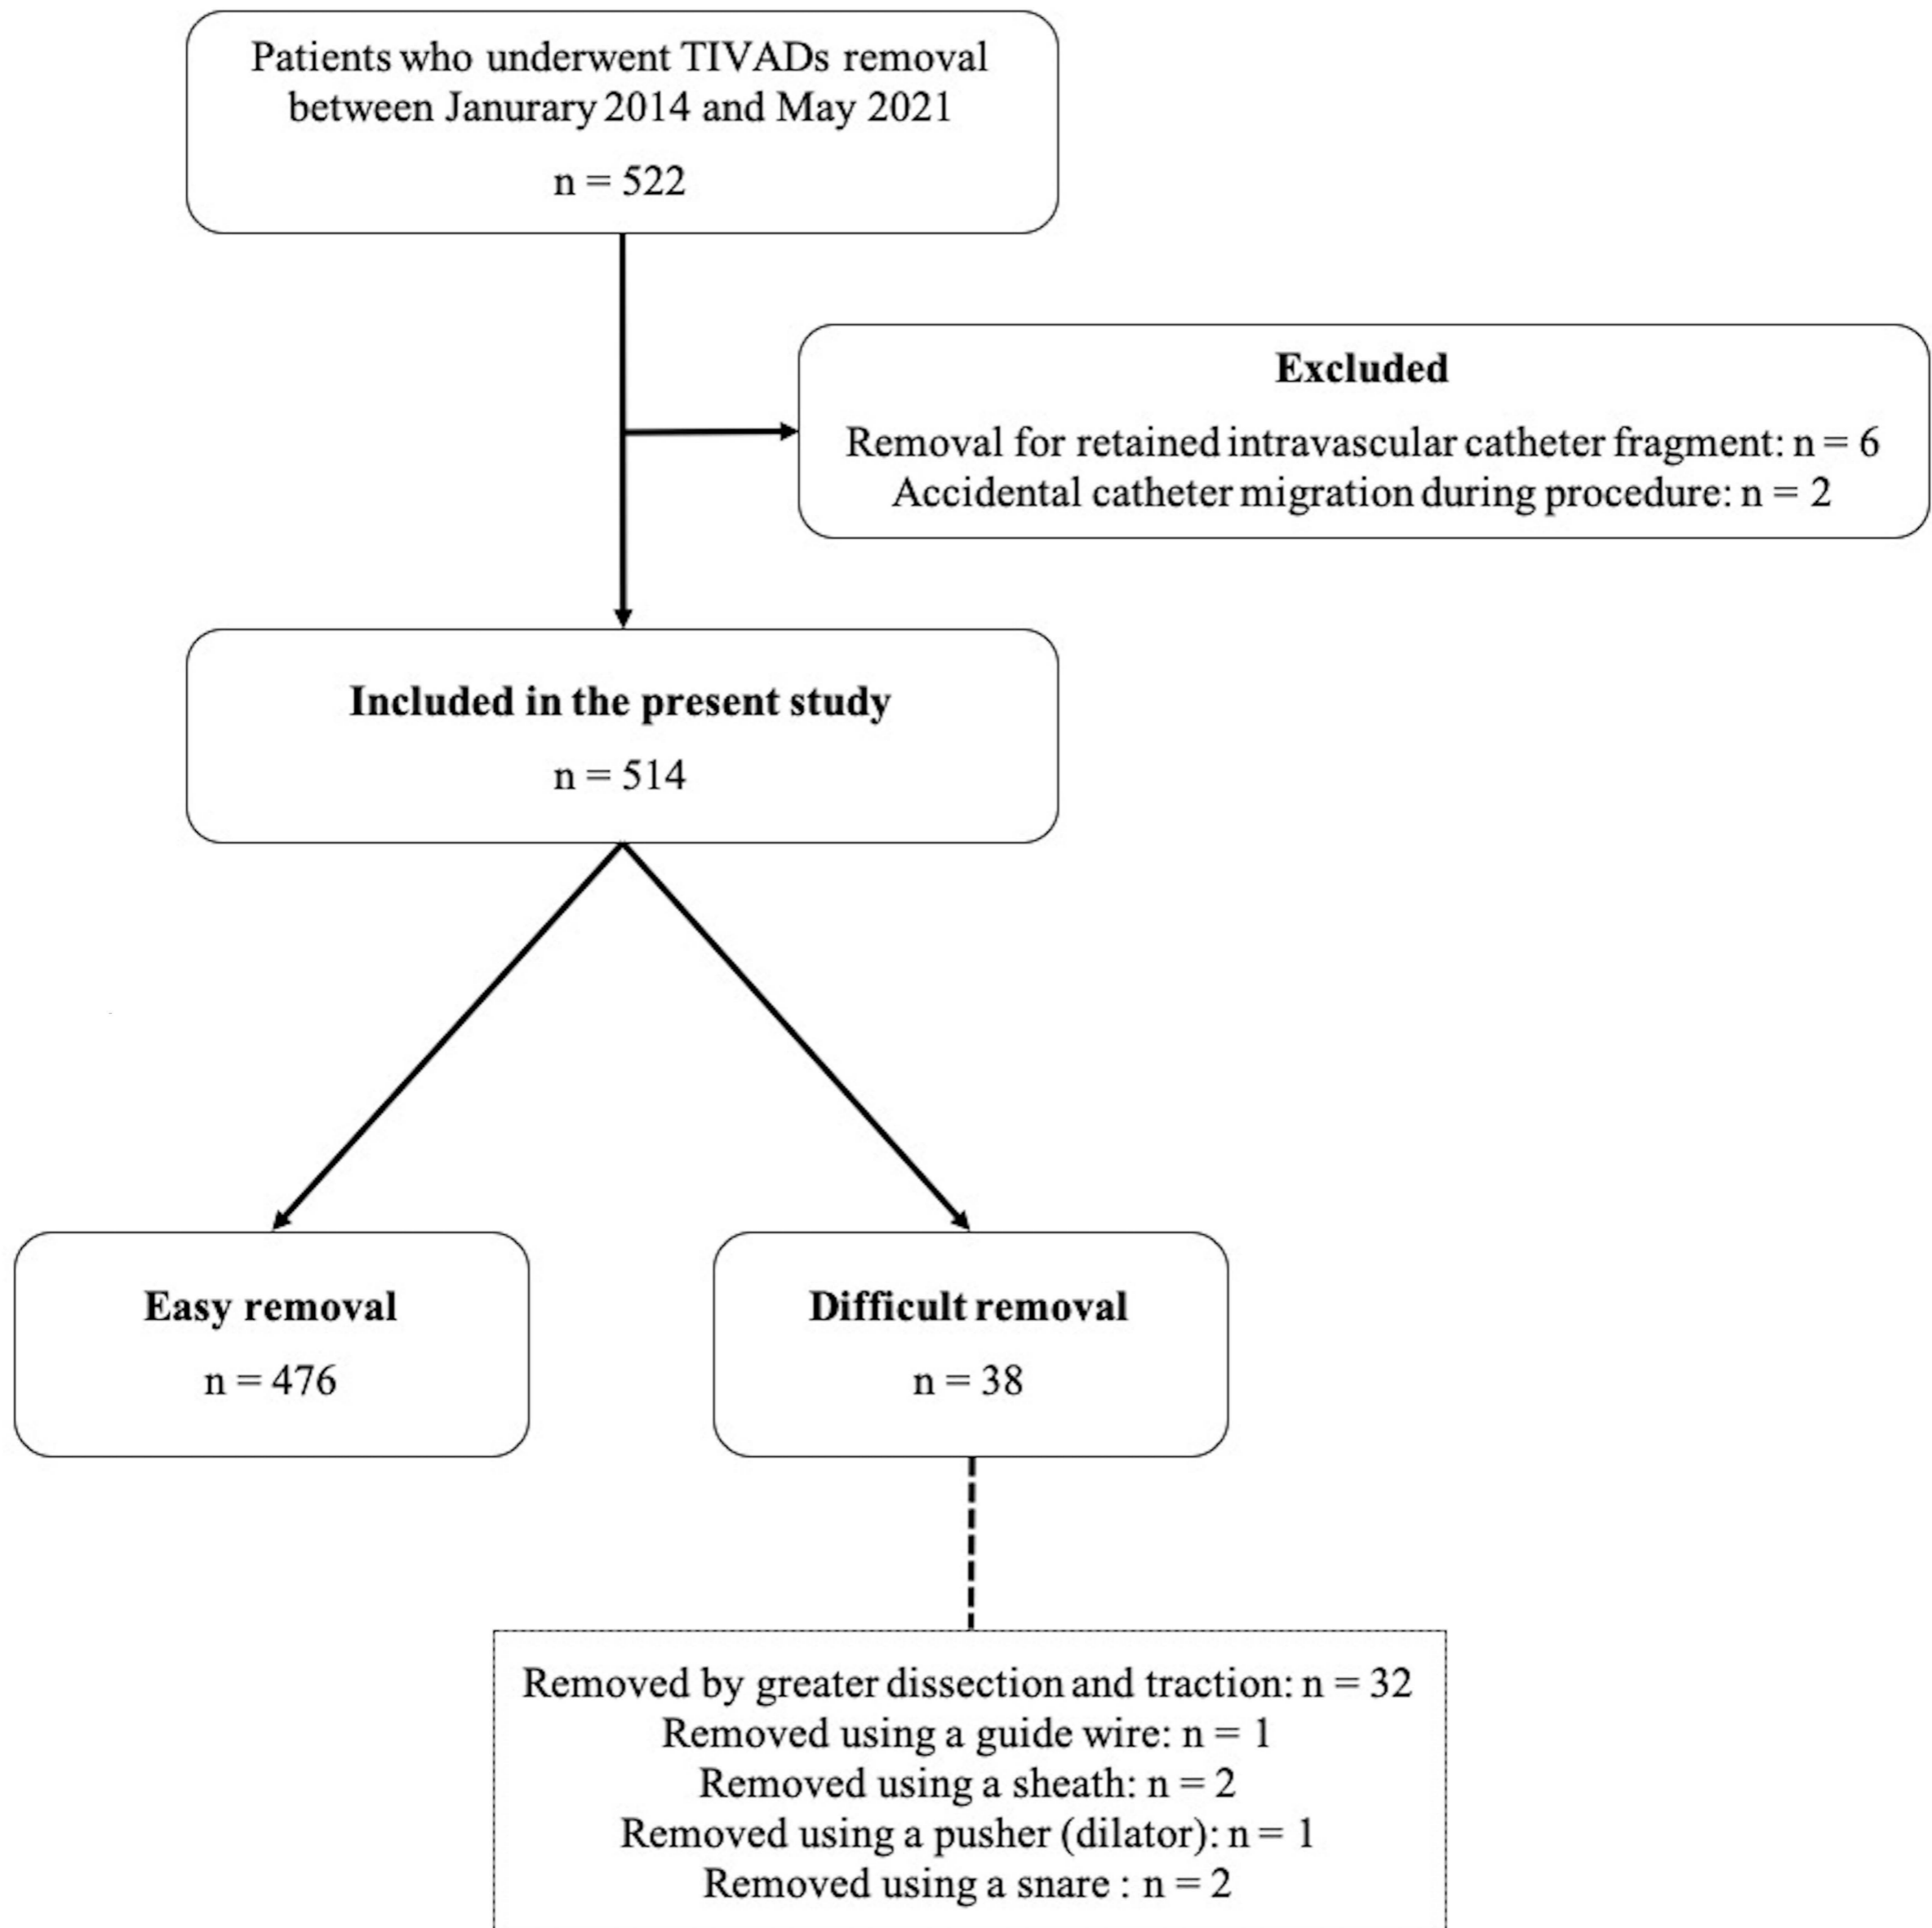 Patients who underwent TIVADs removal
between Janurary 2014 and May 2021
n = 522
Excluded
Removal for retained intravascular catheter fragment: n = 6
Accidental catheter migration during procedure: n = 2
Included in the present study
n = 514
Easy removal
n = 476
Difficult removal
n = 38
Removed by greater dissection and traction: n = 32
Removed using a guide wire: n = 1
Removed using a sheath: n = 2
Removed using a pusher (dilator): n = 1
Removed using a snare : n = 2